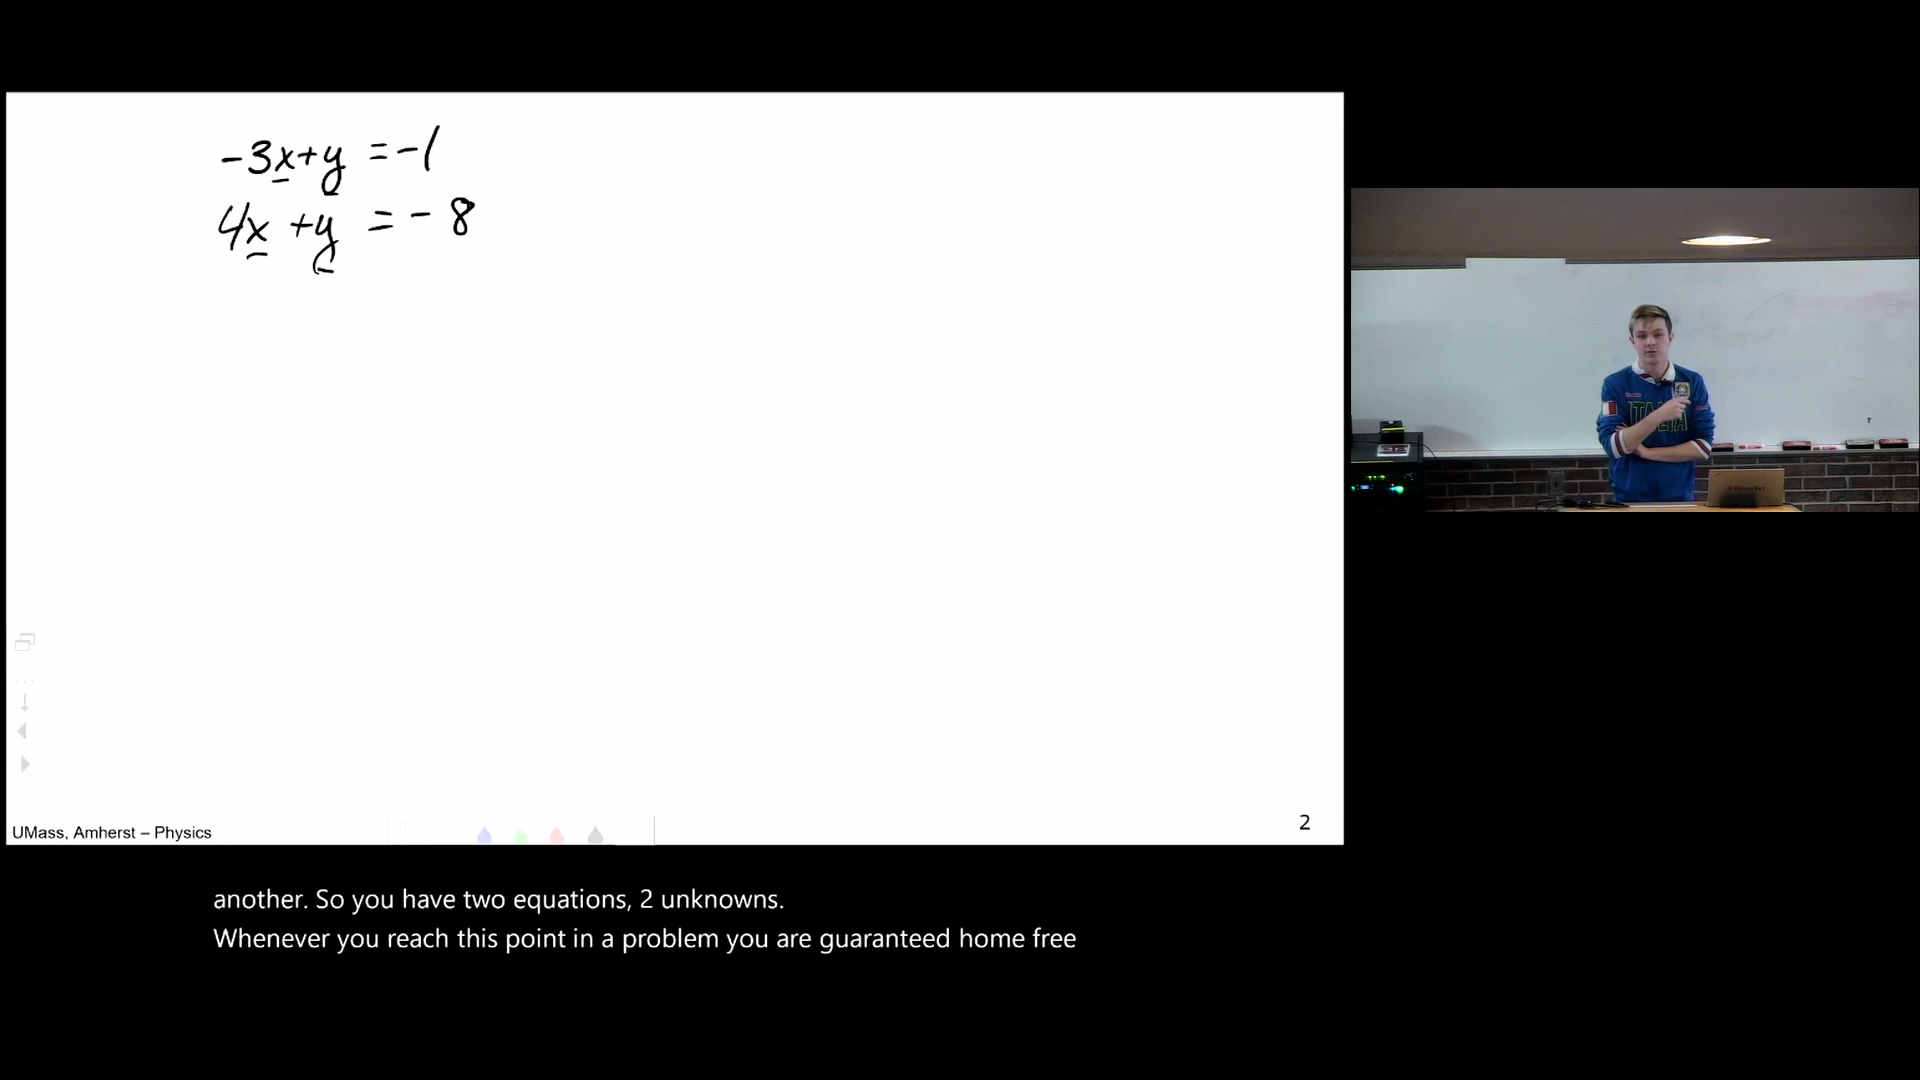 -3x+y = -1
4x +y = - 8
ITALIA
UMass, Amherst – Physics
2
another. So you have two equations, 2 unknowns.
Whenever you reach this point in a problem you are guaranteed home free